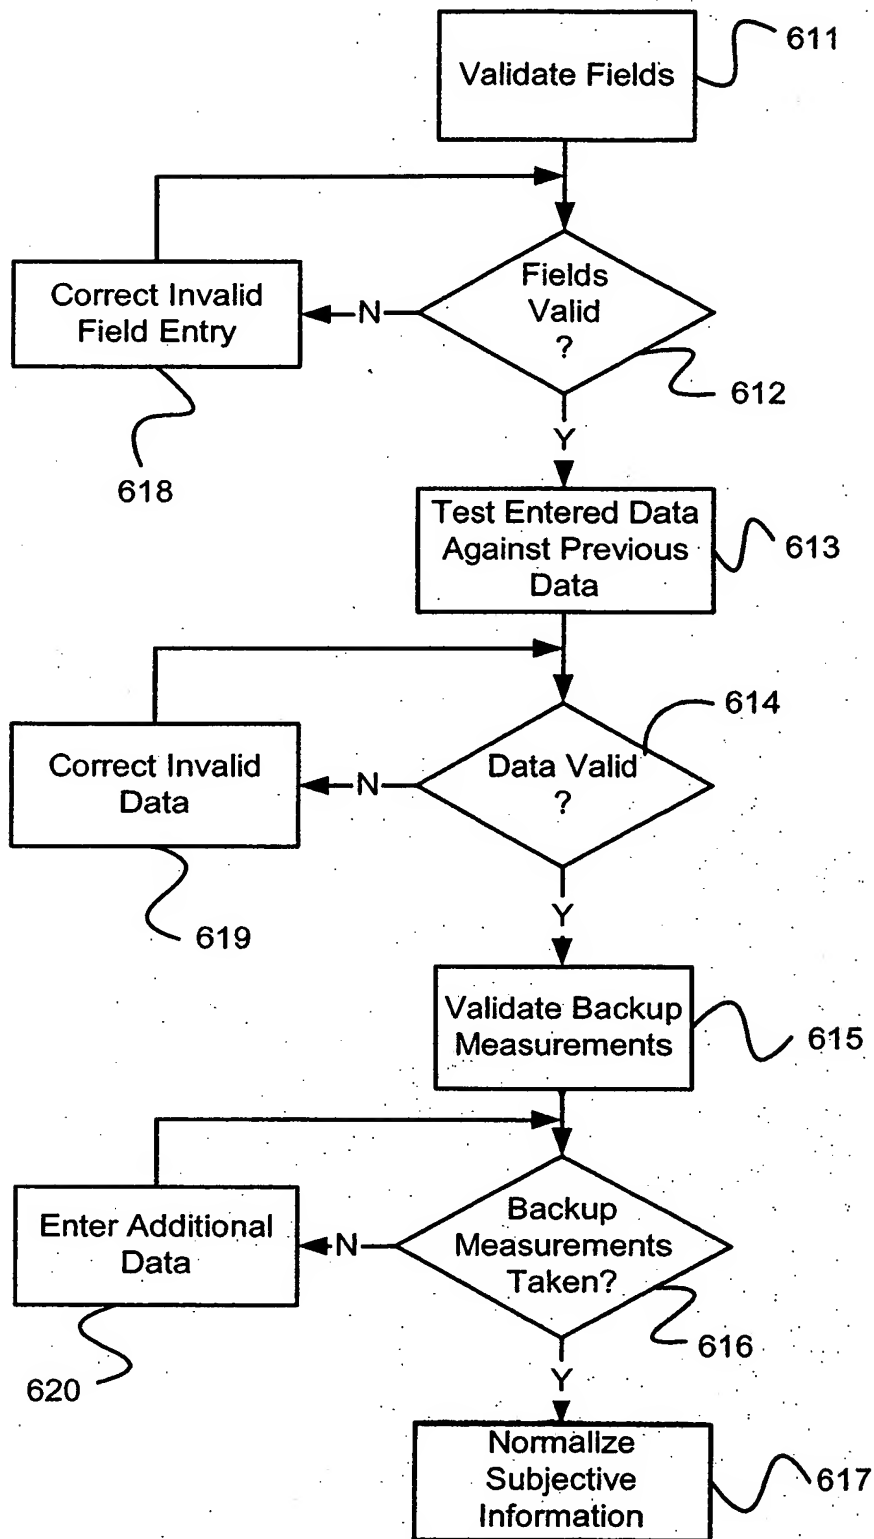 Validate Fields
611
Fields
Valid
?
N
Correct Invalid
Field Entry
612
618
Y
Test Entered Data
Against Previous
Data
613
614
Data Valid
?
N
Correct Invalid
Data
619
Y
Validate Backup
Measurements
615
Backup
Measurements
Taken?
N
Enter Additional
Data
616
620
Y
Normalize
Subjective
Information
617